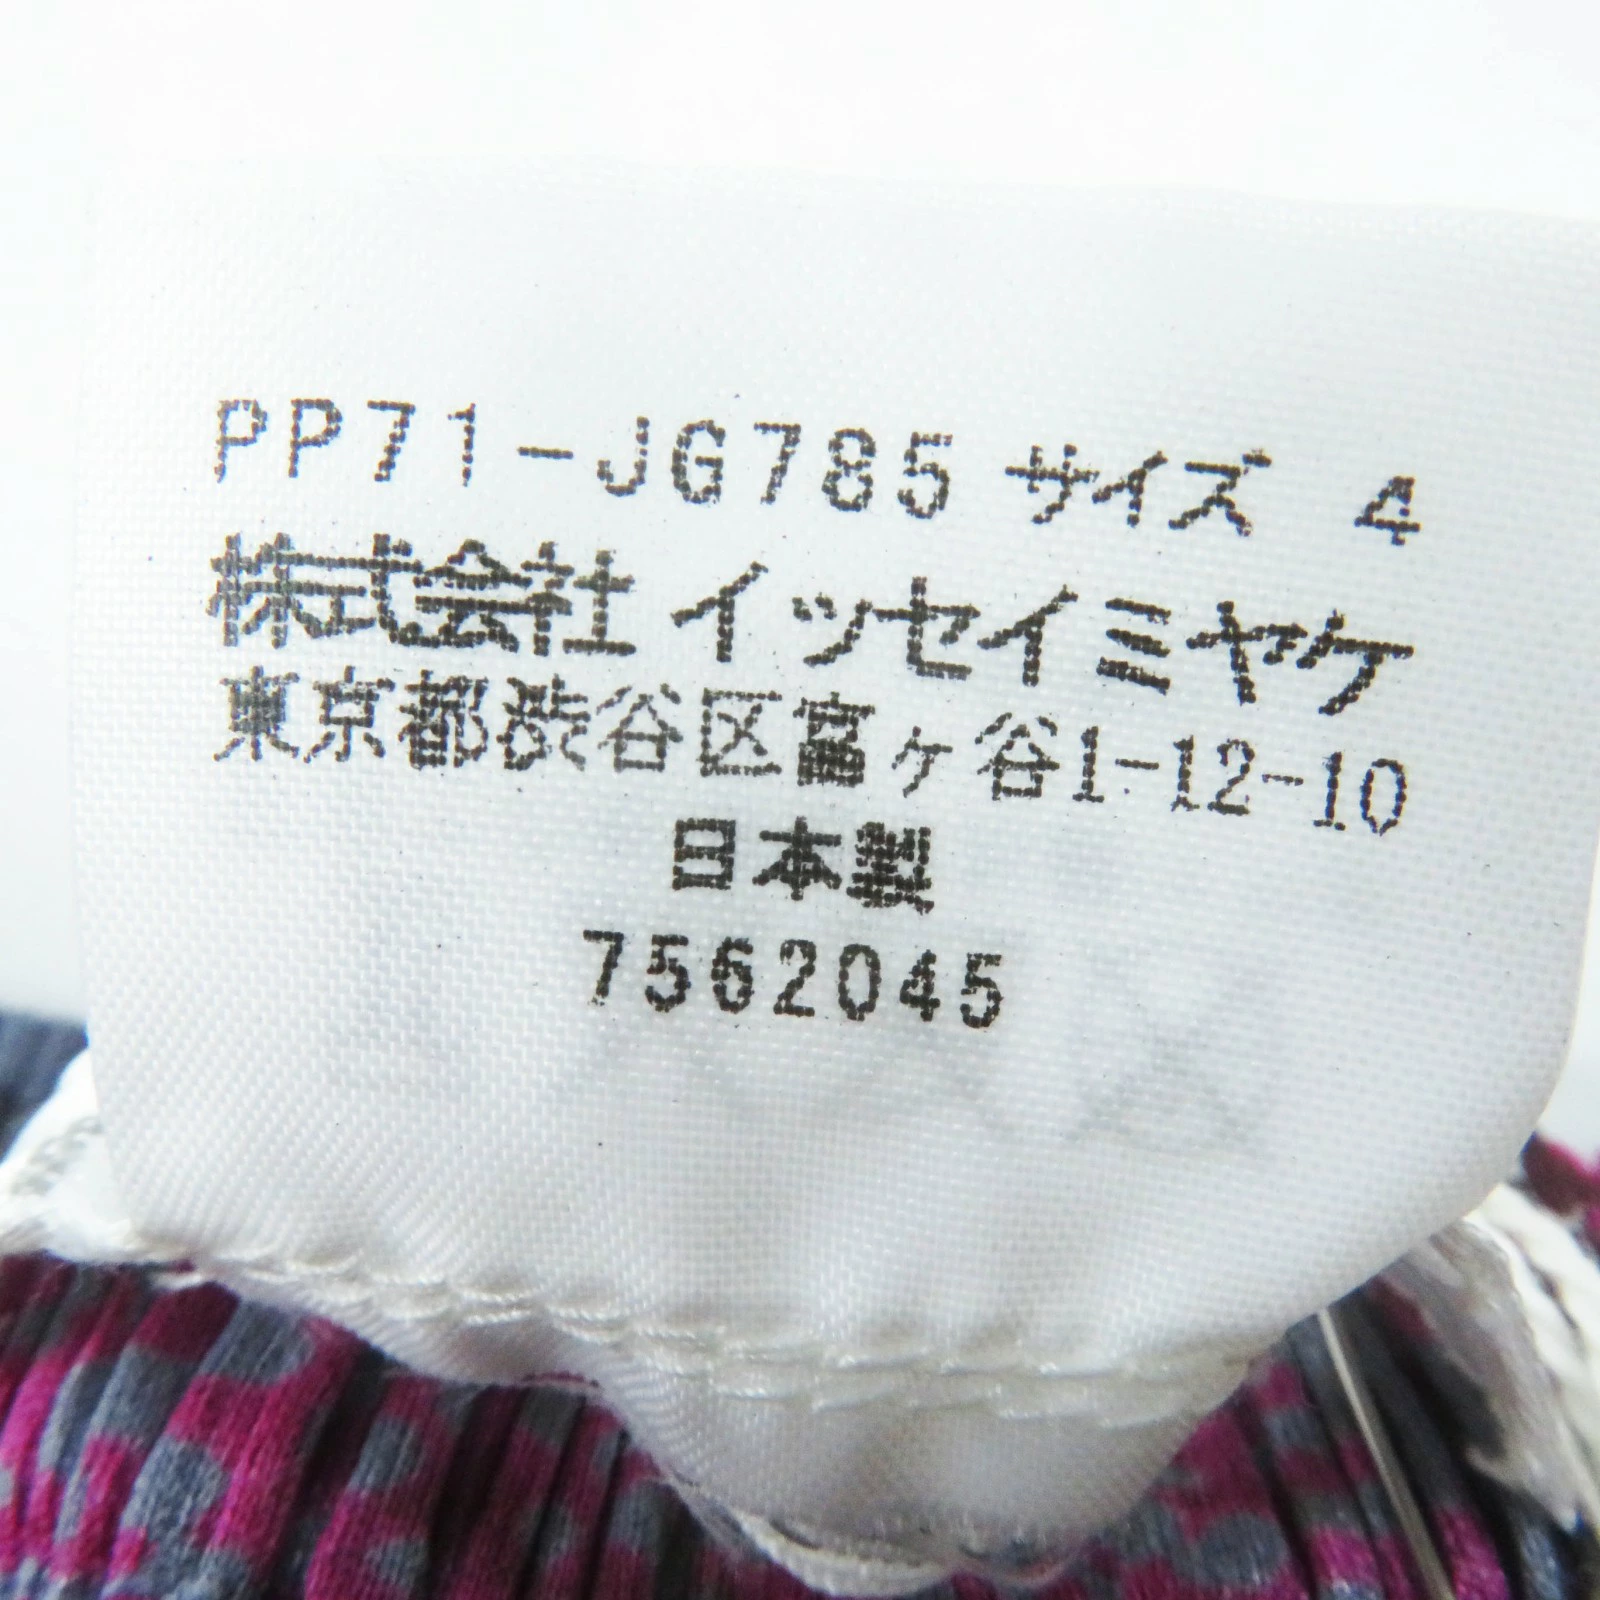 PP71-JG785 サイズ 4
株式会社 イッセイミヤケ
東京都渋谷区富ヶ谷1-12-10
日本製
7562045